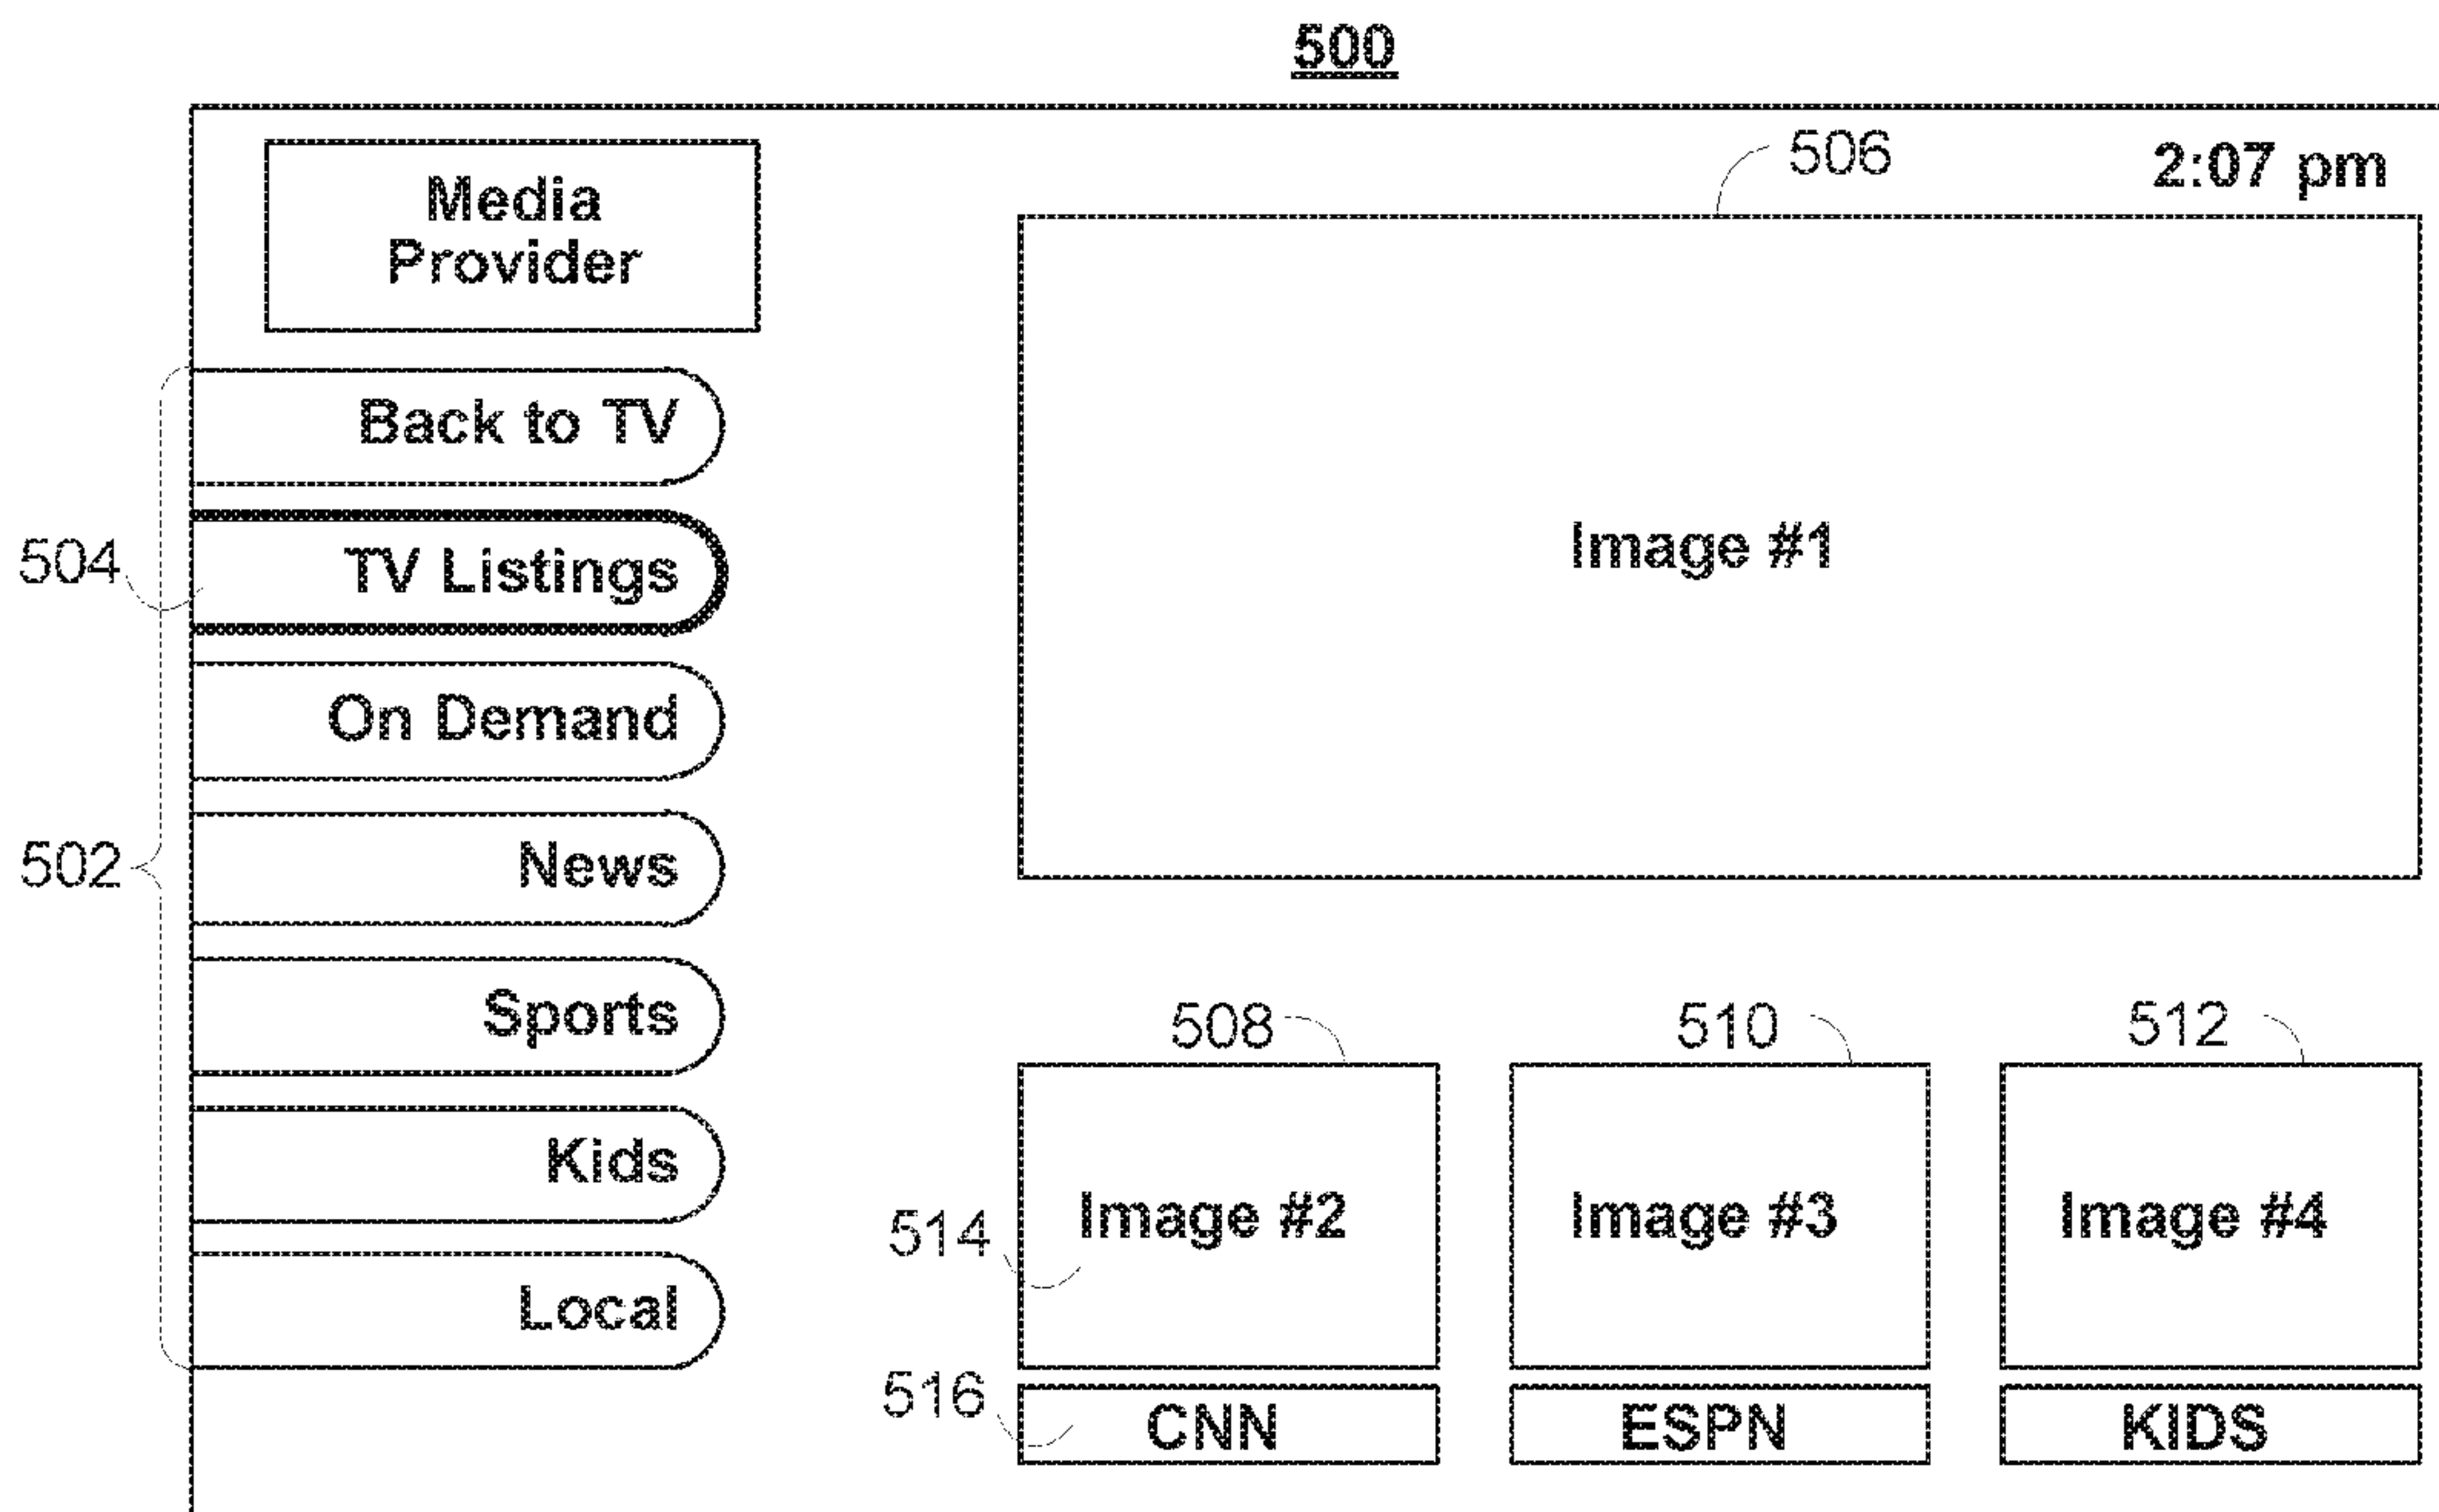 500
506
2:07 pm
Media
Provider
Back to TV
504
TV Listings
Image #1
On Demand
502
News
Sports
508
510
512
Kids
514
Image #2
Image #3
Image #4
Local
516
CNN
ESPN
KIDS